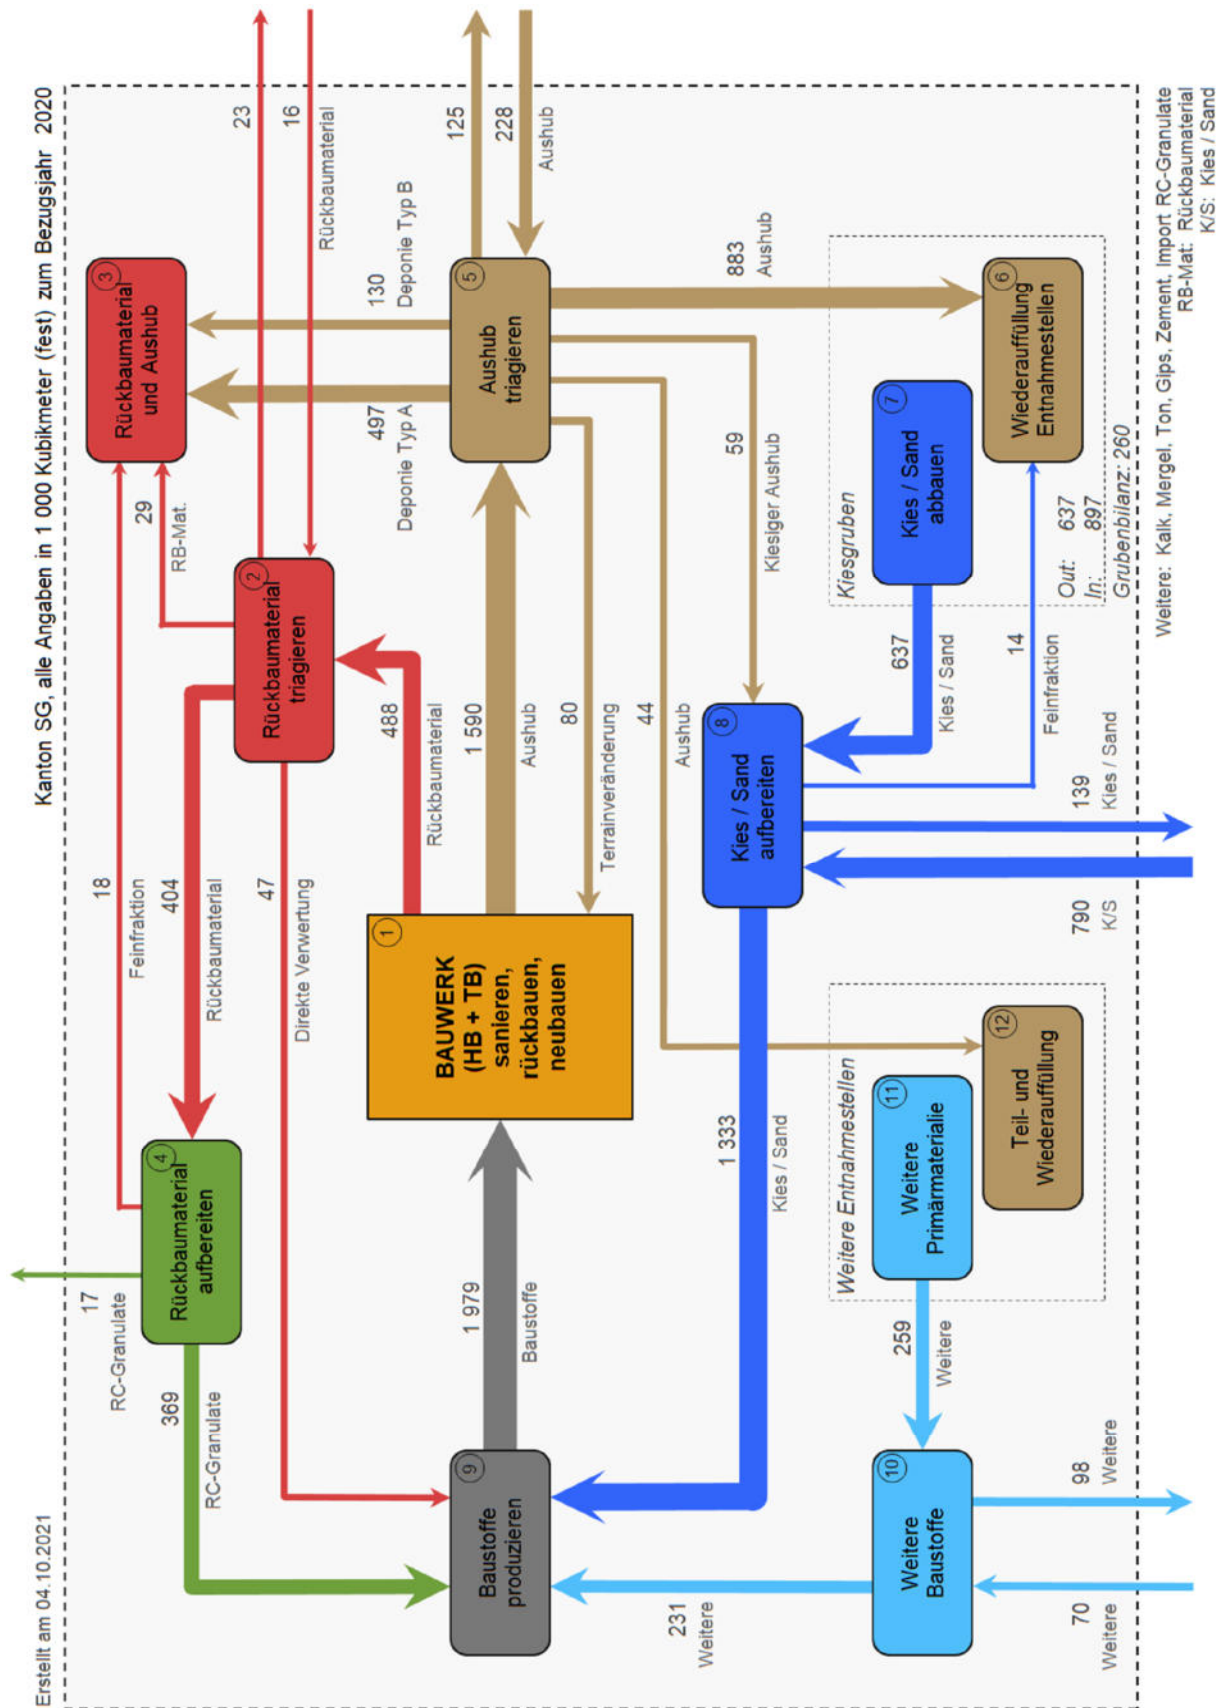 Erstellt am 04.10.2021
Kanton SG, alle Angaben in 1 000 Kubikmeter (fest) zum Bezugsjahr 2020
17
RC-Granulate
369
RC-Granulate
4
Rückbaumaterial
aufbereiten
18
Feinfraktion
404
Rückbaumaterial
47
Direkte Verwertung
2
Rückbaumaterial
triagieren
29
RB-Mat.
3
Rückbaumaterial
und Aushub
23
16
Rückbaumaterial
488
Rückbaumaterial
497
Deponie Typ A
130
Deponie Typ B
9
Baustoffe
produzieren
1 979
Baustoffe
1
BAUWERK
(HB + TB)
sanieren,
rückbauen,
neubauen
1 590
Aushub
80
Terrainveränderung
5
Aushub
triagieren
125
228
Aushub
44
Aushub
59
Kiesiger Aushub
883
Aushub
231
Weitere
1 333
Kies / Sand
8
Kies / Sand
aufbereiten
637
Kies / Sand
14
Feinfraktion
Kiesgruben
7
Kies / Sand
abbauen
6
Wiederauffüllung
Entnahmestellen
Out: 637
In: 897
Grubenbilanz: 260
10
Weitere
Baustoffe
259
Weitere
Weitere Entnahmestellen
11
Weitere
Primärmaterialie
12
Teil- und
Wiederauffüllung
70
Weitere
98
Weitere
790
K/S
139
Kies / Sand
Weitere: Kalk, Mergel, Ton, Gips, Zement, Import RC-Granulate
RB-Mat: Rückbaumaterial
K/S: Kies / Sand